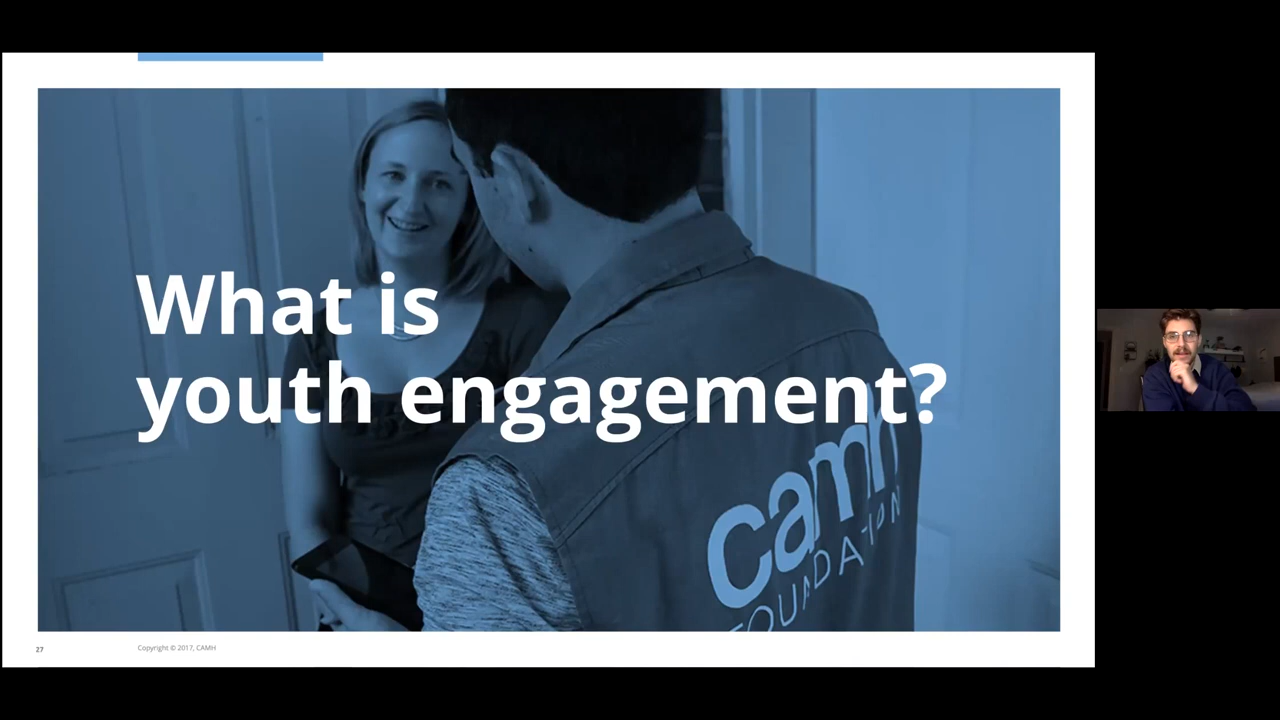 What is
youth engagement?
camh
FOUNDATION
27
Copyright © 2017, CAMH